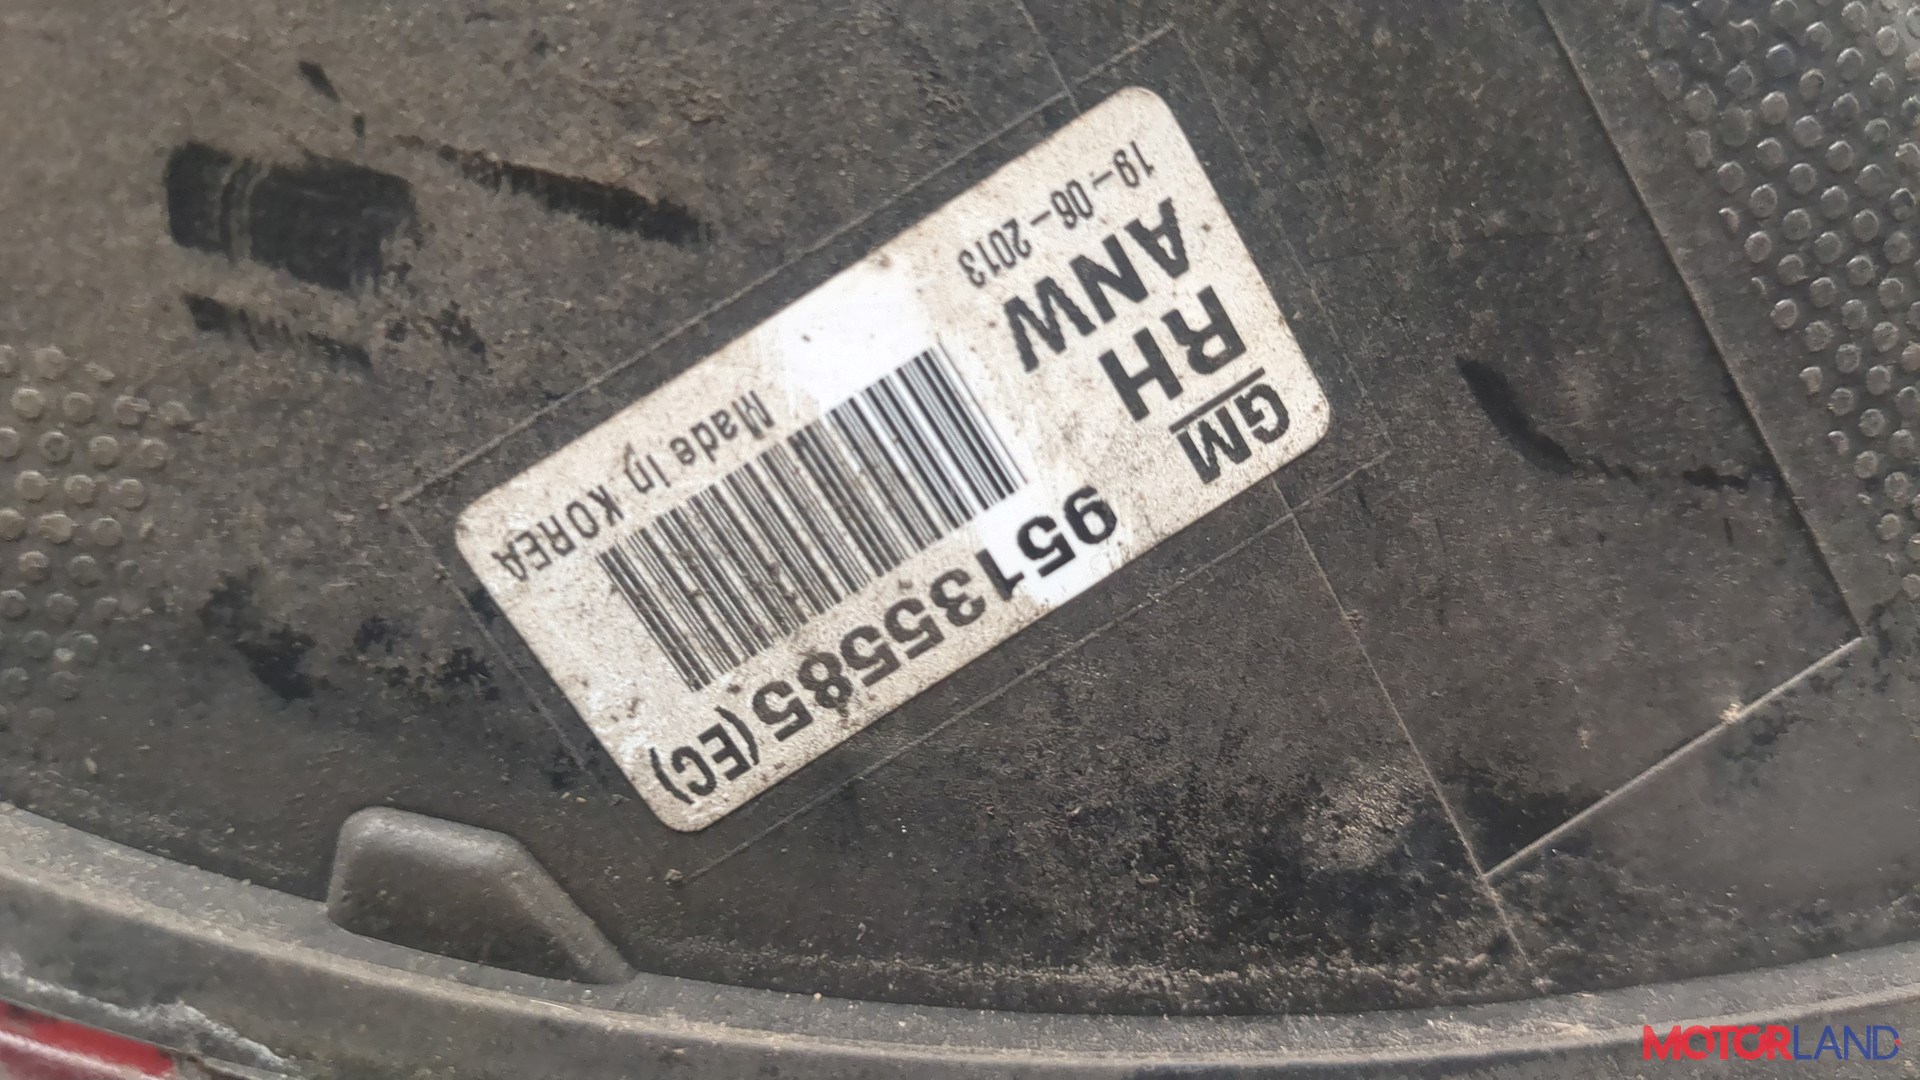 GM
RH
ANW
19-06-2013
95135585(EC)
Made In KOREA
MOTORLAND